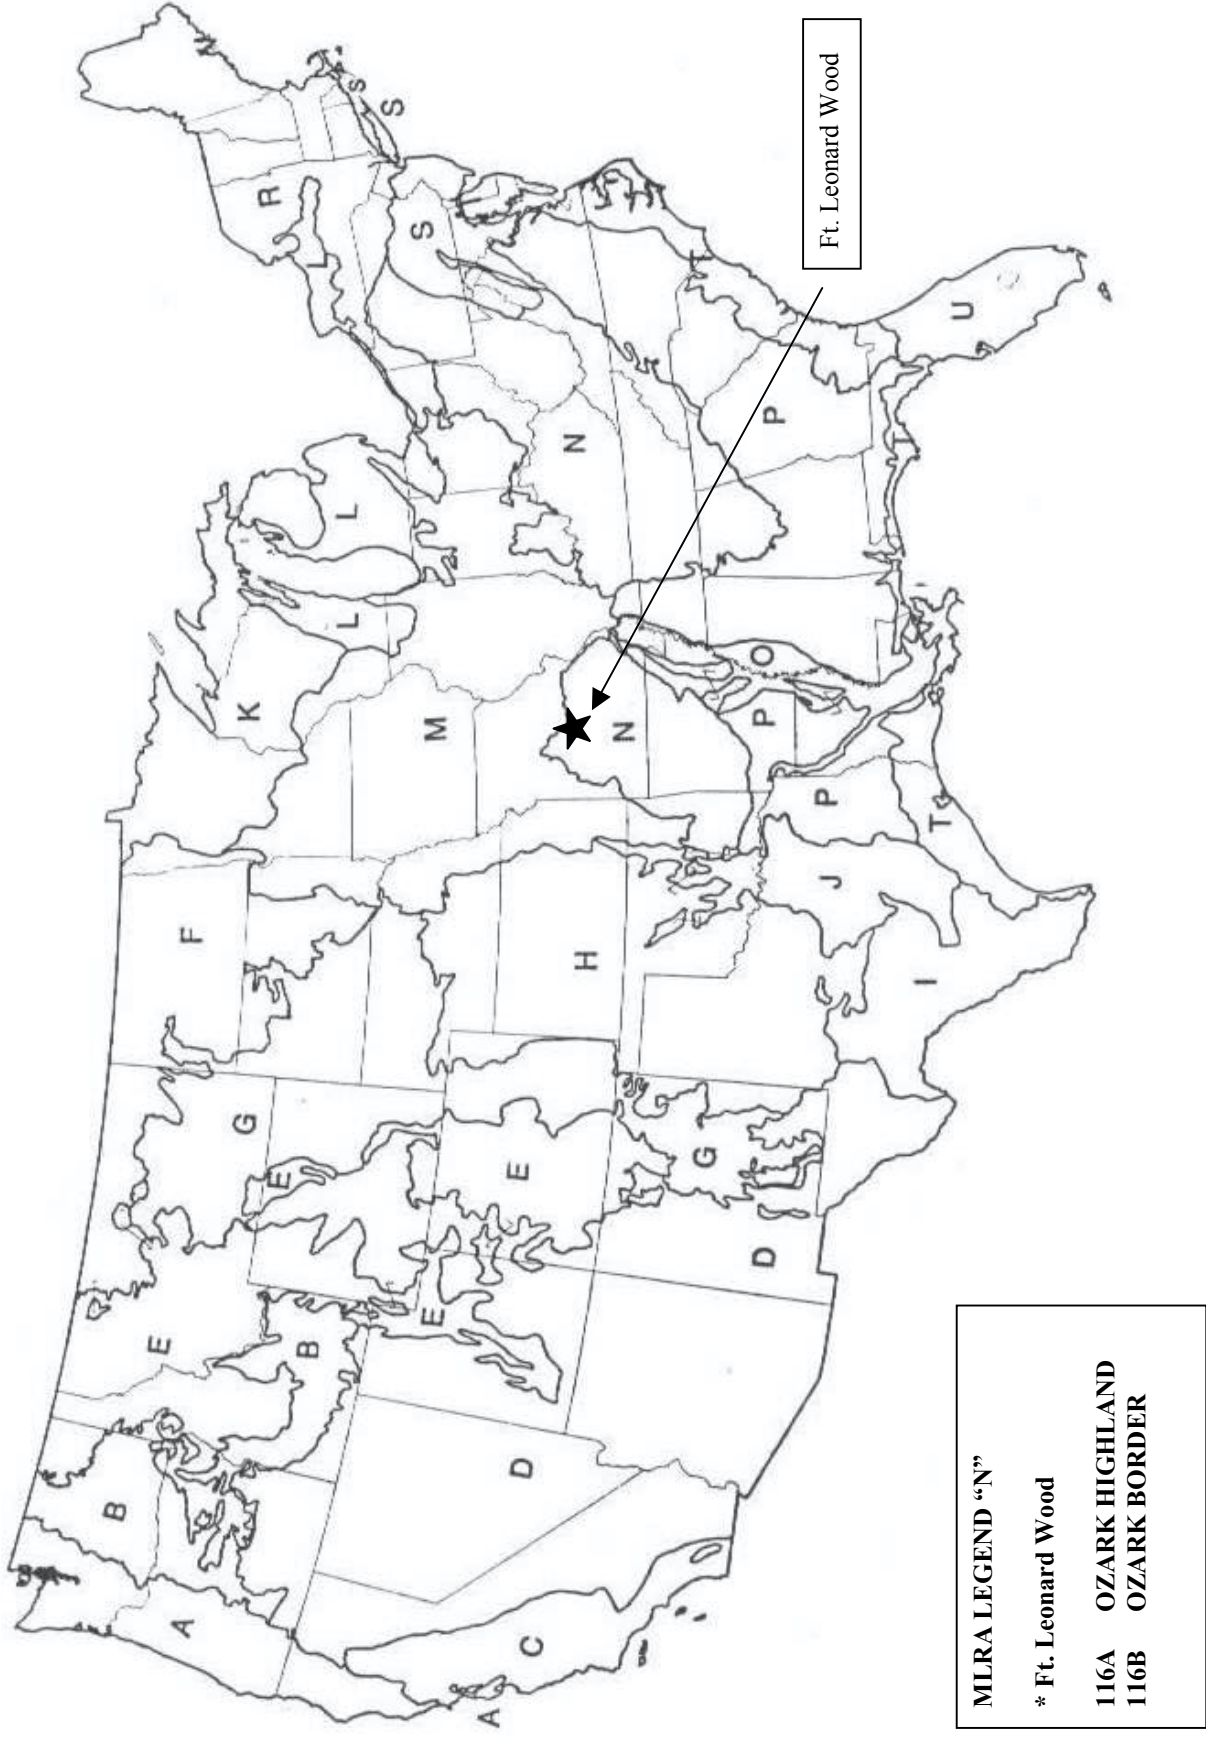 B
E
A
F
G
K
R
E
B
L
L
L
S
S
S
E
M
A
E
D
C
N
H
N
T
G
O
D
P
P
P
J
T
I
T
U
Ft. Leonard Wood
MLRA LEGEND “N”
* Ft. Leonard Wood
116A OZARK HIGHLAND
116B OZARK BORDER